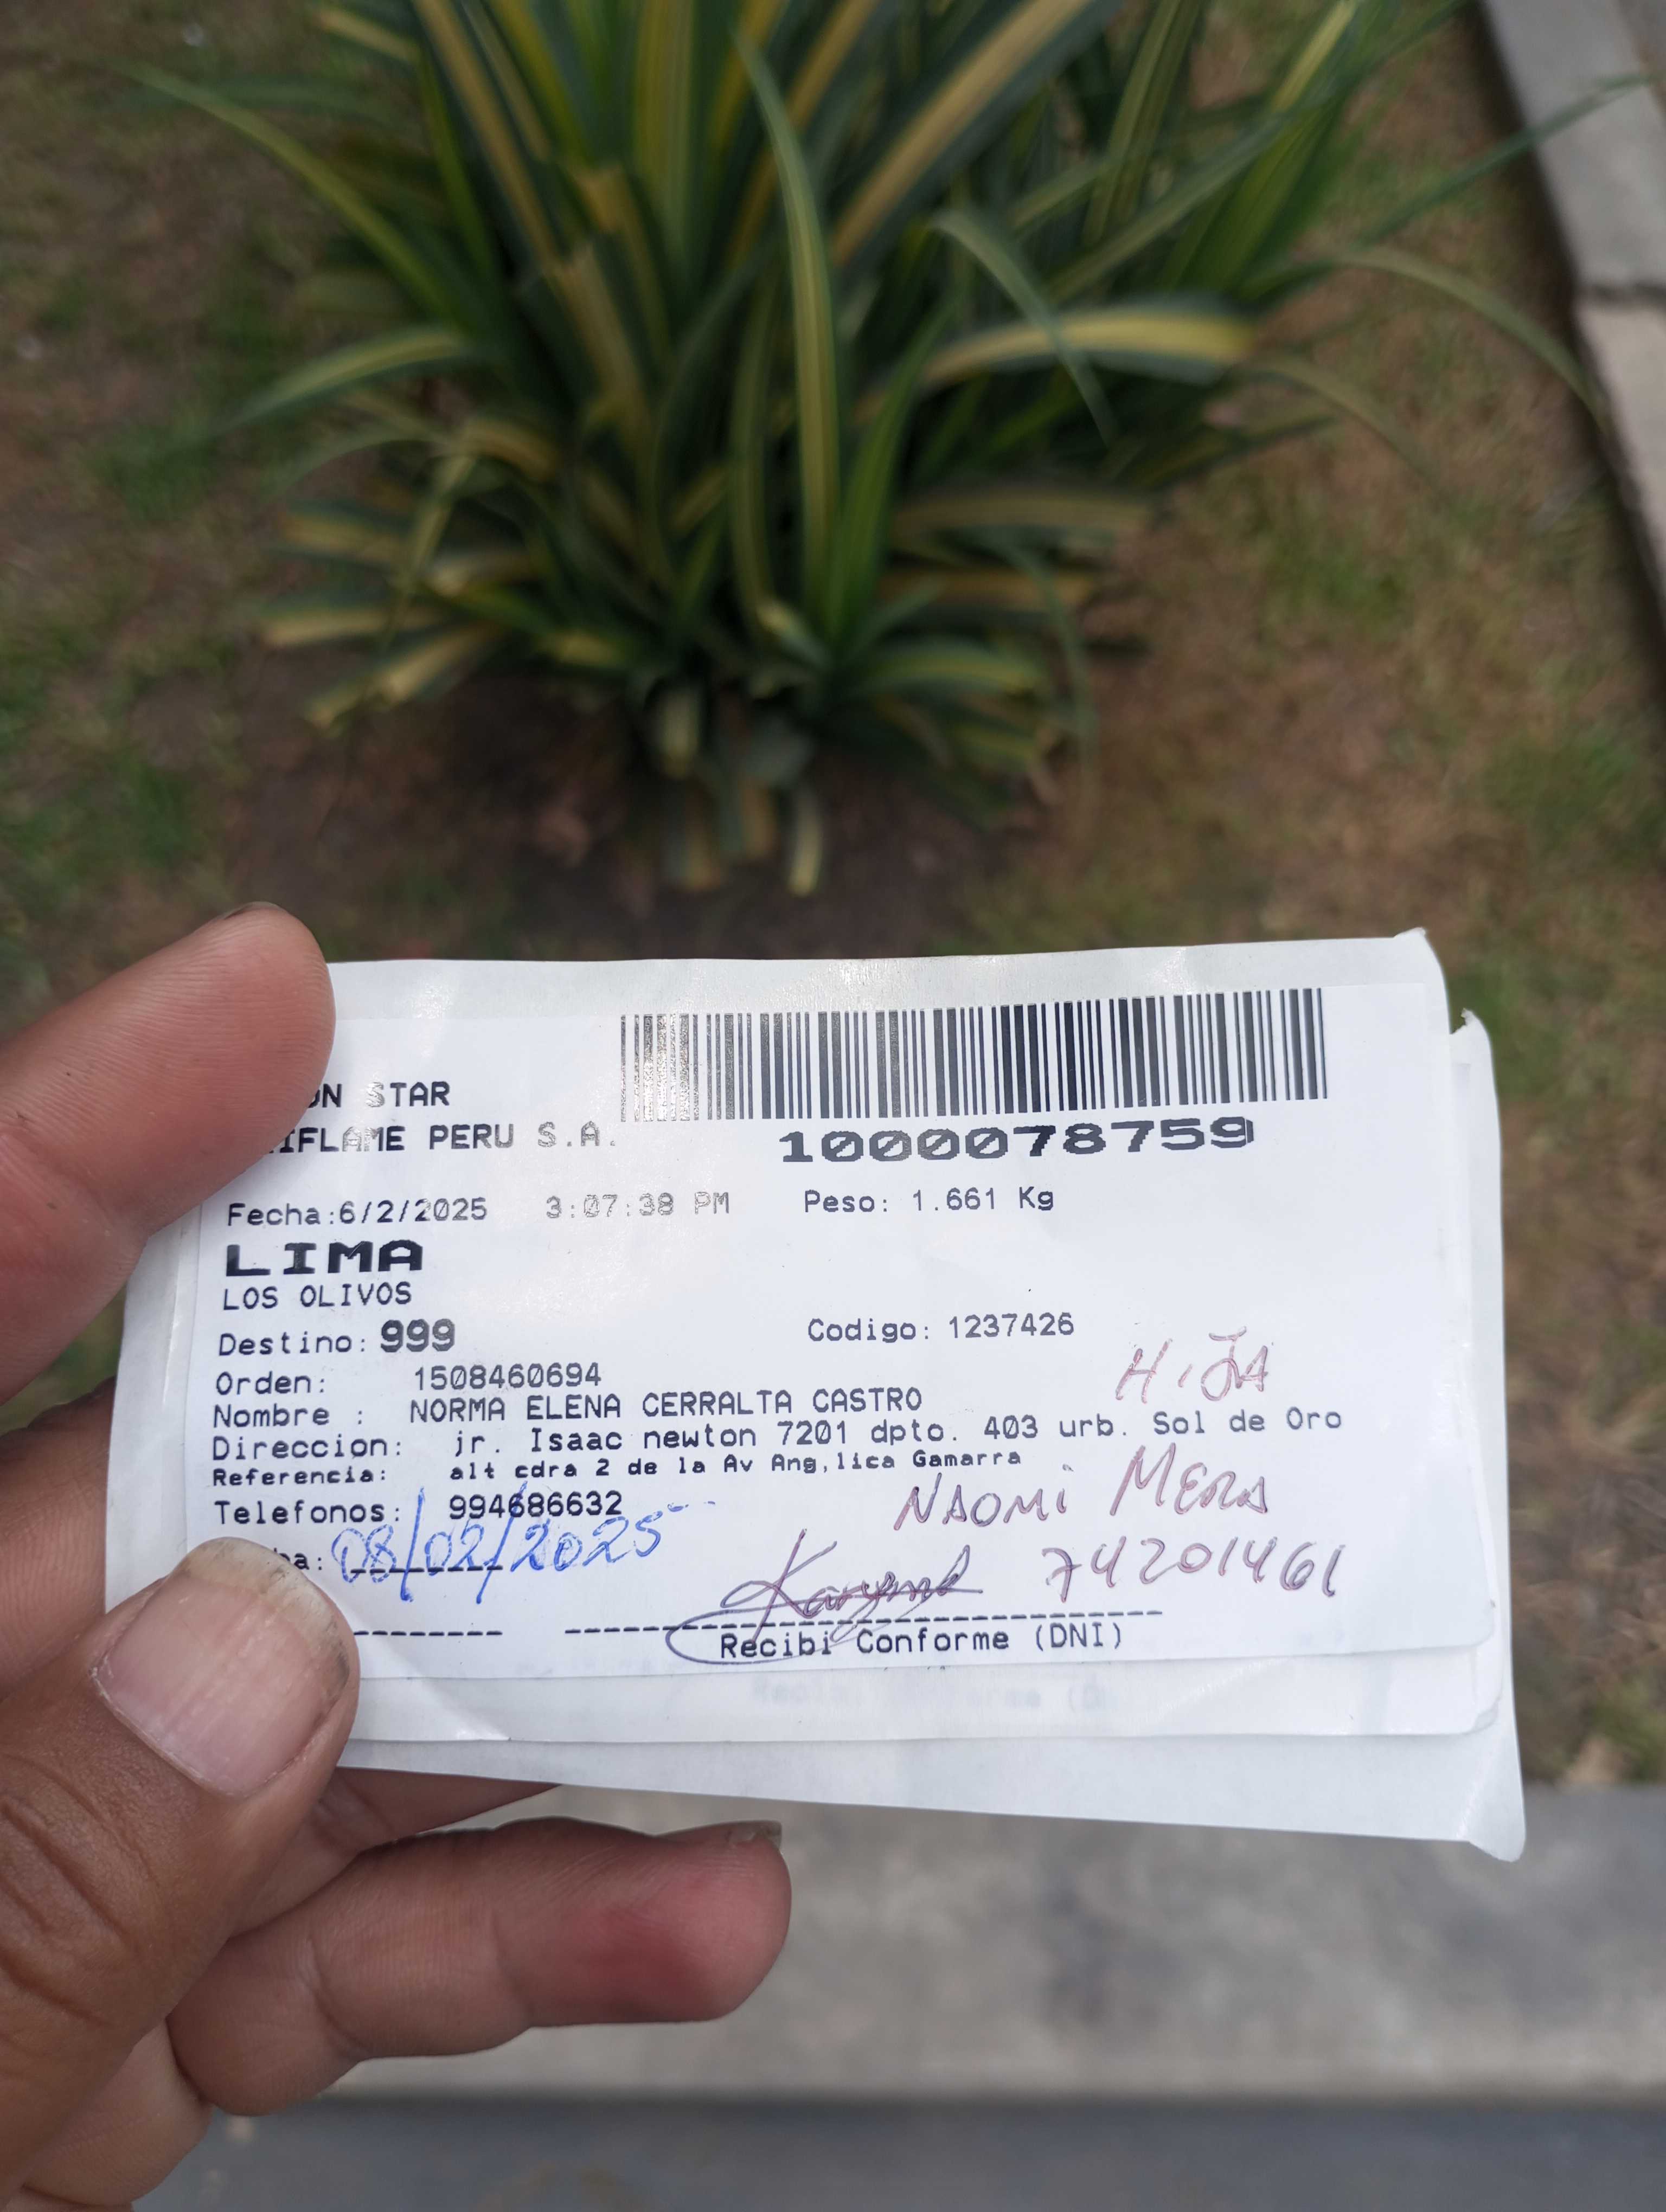 STAR
PERU S.A.
1000078759
Fecha:6/2/2025 3:07:38 PM Peso: 1.661 Kg
LIMA
LOS OLIVOS
Destino: 999 Codigo: 1237426
Orden: 1508460694
HIJA
Nombre : NORMA ELENA CERRALTA CASTRO
Direccion: jr. Isaac newton 7201 dpto. 403 urb. Sol de Oro
Referencia: alt cdra 2 de la Av Ang,lica Gamarra
Telefonos: 994686632
NAOMi MERA
08/02/2025
74201461
Recibi Conforme (DNI)